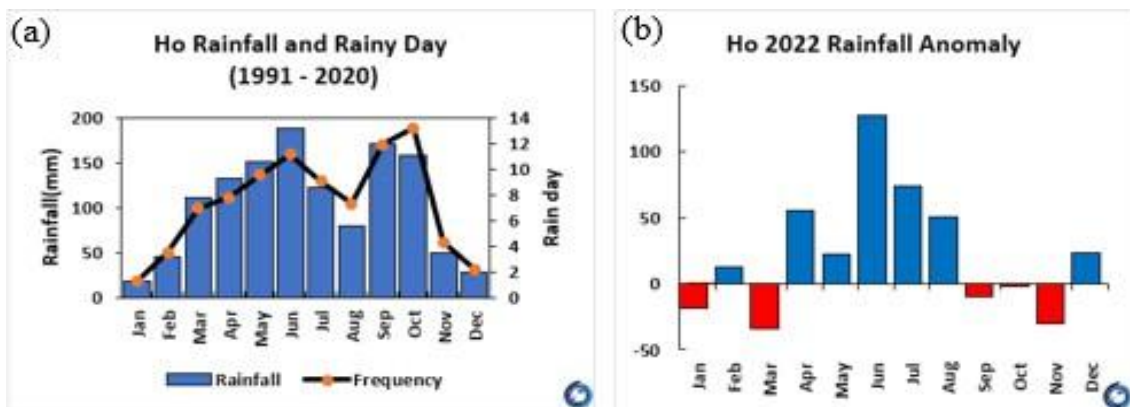 (a)
Ho Rainfall and Rainy Day
(1991 - 2020)
Rainfall(mm)
200
150
100
50
0
14
12
10
8
6
4
2
0
Rain day
Jan Feb Mar Apr May Jun Jul Aug Sep Oct Nov Dec
Rainfall Frequency
(b)
Ho 2022 Rainfall Anomaly
150
100
50
0
-50
Jan Feb Mar Apr May Jun Jul Aug Sep Oct Nov Dec